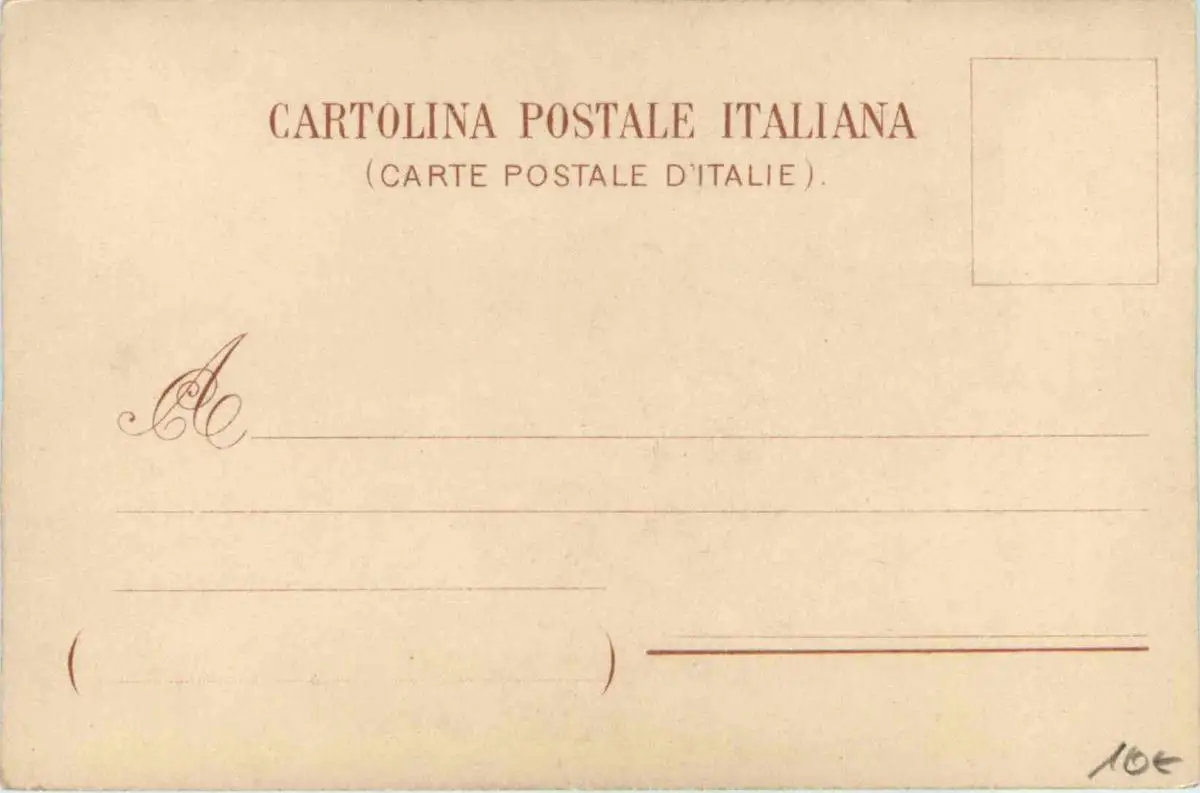 CARTOLINA POSTALE ITALIANA
(CARTE POSTALE D'ITALIE).
A
( )
10€